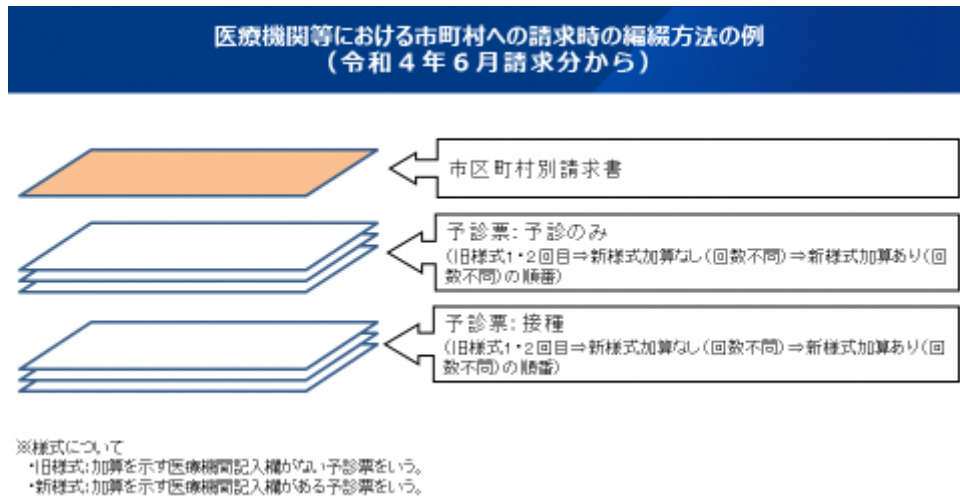 医療機関等における市町村への請求時の編綴方法の例
(令和４年６月請求分から)
市区町村別請求書
予診票:予診のみ
(旧様式1・2回目⇒新様式加算なし(回数不問)⇒新様式加算あり(回
数不問)の順番)
予診票:接種
(旧様式1・2回目⇒新様式加算なし(回数不問)⇒新様式加算あり(回
数不問)の順番)
※様式について
・旧様式:加算を示す医療機関記入欄がない予診票をいう。
・新様式:加算を示す医療機関記入欄がある予診票をいう。